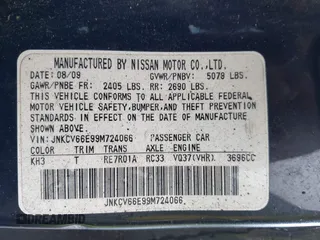 MANUFACTURED BY NISSAN MOTOR CO.,LTD.
DATE: 08/09 GVWR/PNBV: 5079 LBS.
GAWR/PNBE FR: 2405 LBS. RR: 2690 LBS.
THIS VEHICLE CONFORMS TO ALL APPLICABLE FEDERAL
MOTOR VEHICLE SAFETY, BUMPER, AND THEFT PREVENTION
STANDARDS IN EFFECT ON THE DATE OF MANUFACTURE
SHOWN ABOVE.
VIN: JNKCV66E99M724066 PASSENGER CAR
COLOR TRIM TRANS AXLE ENGINE
KH3 T RE7R01A RC33 VQ37(VHR) 3696CC
JNKCV66E99M724066
DREAMBID